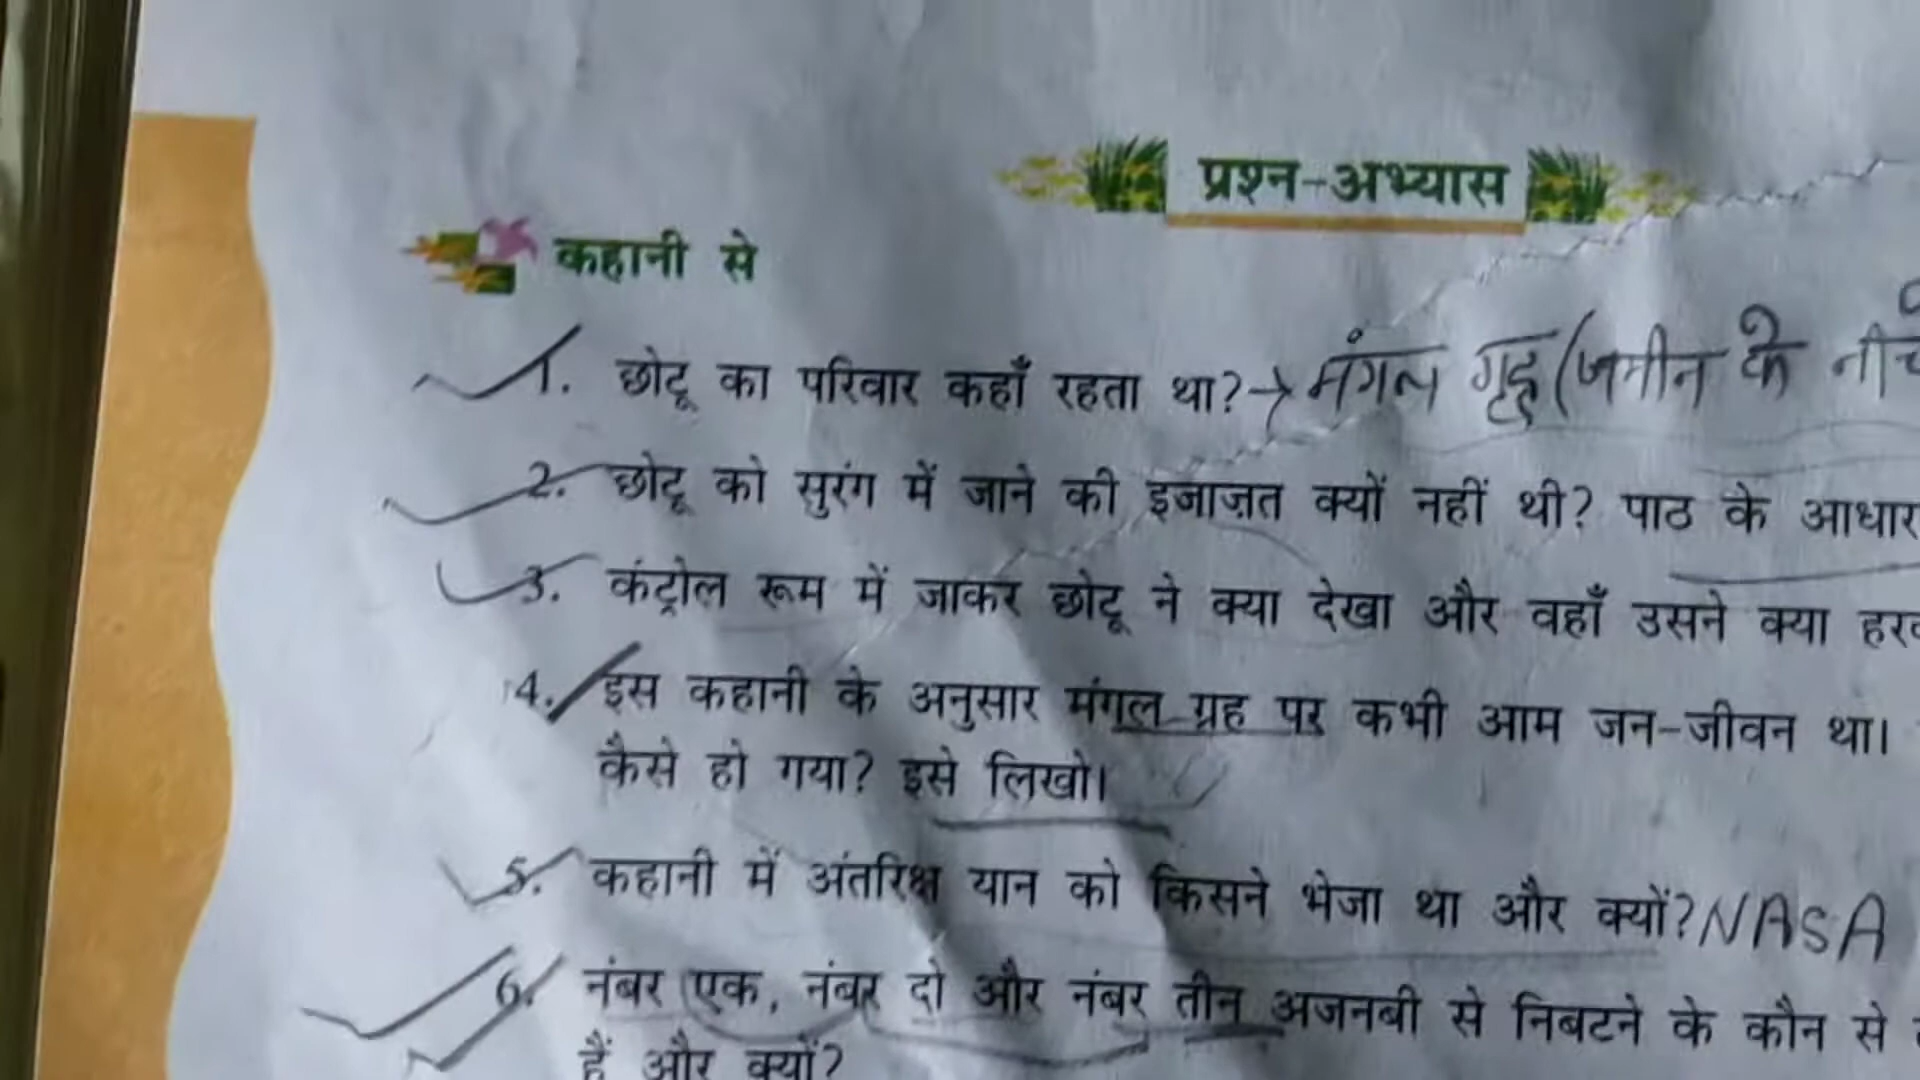 प्रश्न-अभ्यास
कहानी से
1. छोटू का परिवार कहाँ रहता था? → मंगल गृह (जमीन के नीचे
2. छोटू को सुरंग में जाने की इजाज़त क्यों नहीं थी? पाठ के आधार
3. कंट्रोल रूम में जाकर छोटू ने क्या देखा और वहाँ उसने क्या
4. इस कहानी के अनुसार मंगल ग्रह पर कभी आम जन-जीवन था।
कैसे हो गया? इसे लिखो।
5. कहानी में अंतरिक्ष यान को किसने भेजा था और क्यों? NASA
6. नंबर एक, नंबर दो और नंबर तीन अजनबी से निबटने के कौन से
हैं और क्यों?